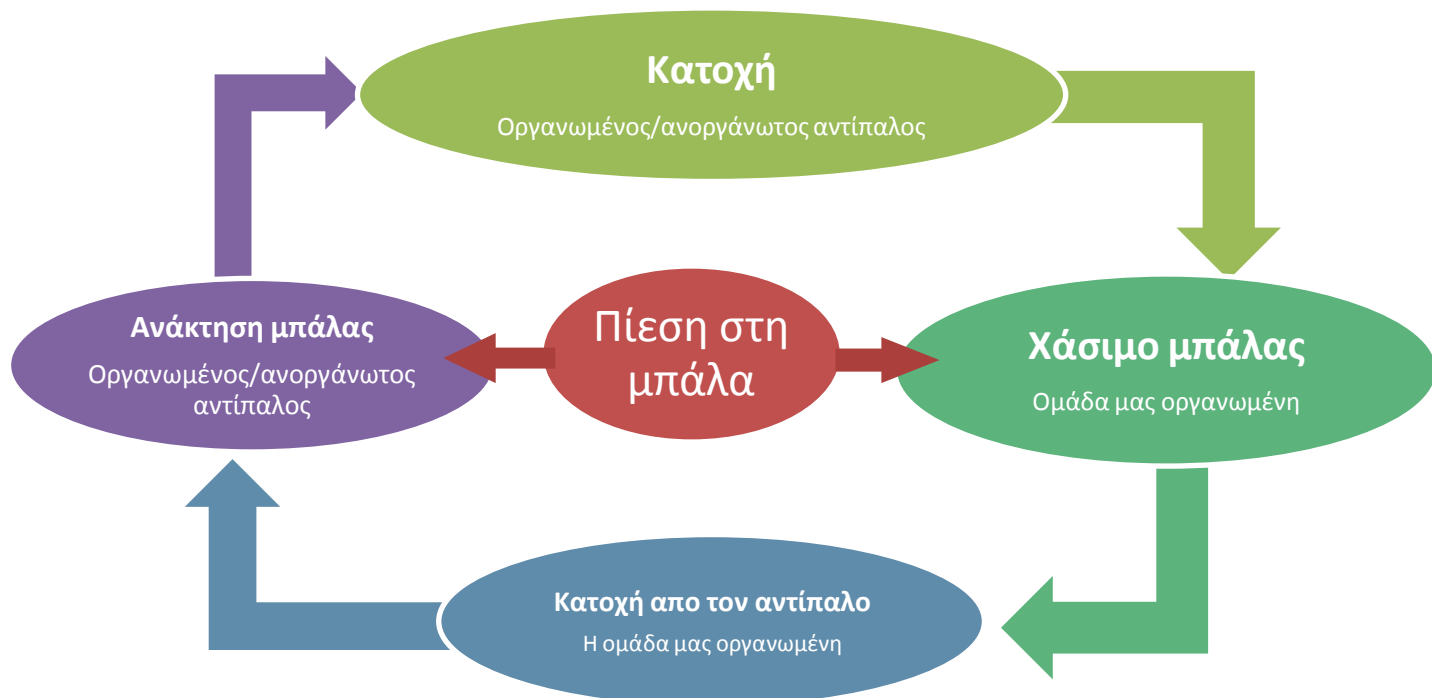 Κατοχή
Οργανωμένος/ανοργάνωτος αντίπαλος
Ανάκτηση μπάλας
Οργανωμένος/ανοργάνωτος
αντίπαλος
Πίεση στη
μπάλα
Χάσιμο μπάλας
Ομάδα μας οργανωμένη
Κατοχή απο τον αντίπαλο
Η ομάδα μας οργανωμένη